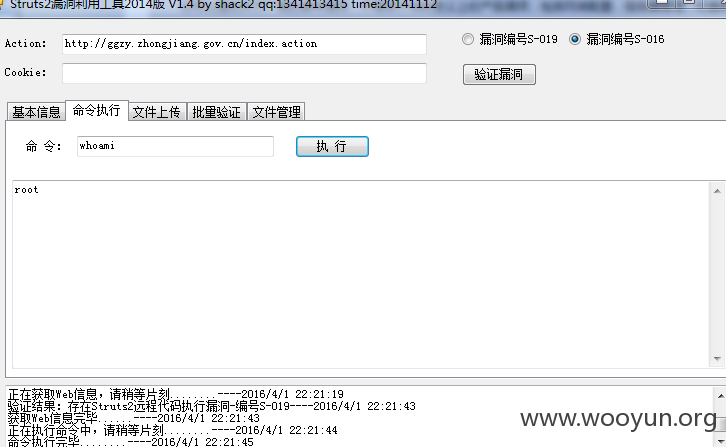 Struts2漏洞利用工具2014版 V1.4 by shack2 qq:1341413415 time:20141112
Action: http://ggzy.zhongjiang.gov.cn/index.action 漏洞编号S-019 漏洞编号S-016
Cookie: 验证漏洞
基本信息 命令执行 文件上传 批量验证 文件管理
命 令: whoami 执 行
root
正在获取Web信息，请稍等片刻........----2016/4/1 22:21:19
验证结果：存在Struts2远程代码执行漏洞-编号S-019----2016/4/1 22:21:43
获取Web信息完毕......----2016/4/1 22:21:43
正在执行命令中，请稍等片刻........----2016/4/1 22:21:44
命令执行完毕........----2016/4/1 22:21:45
www.wooyun.org